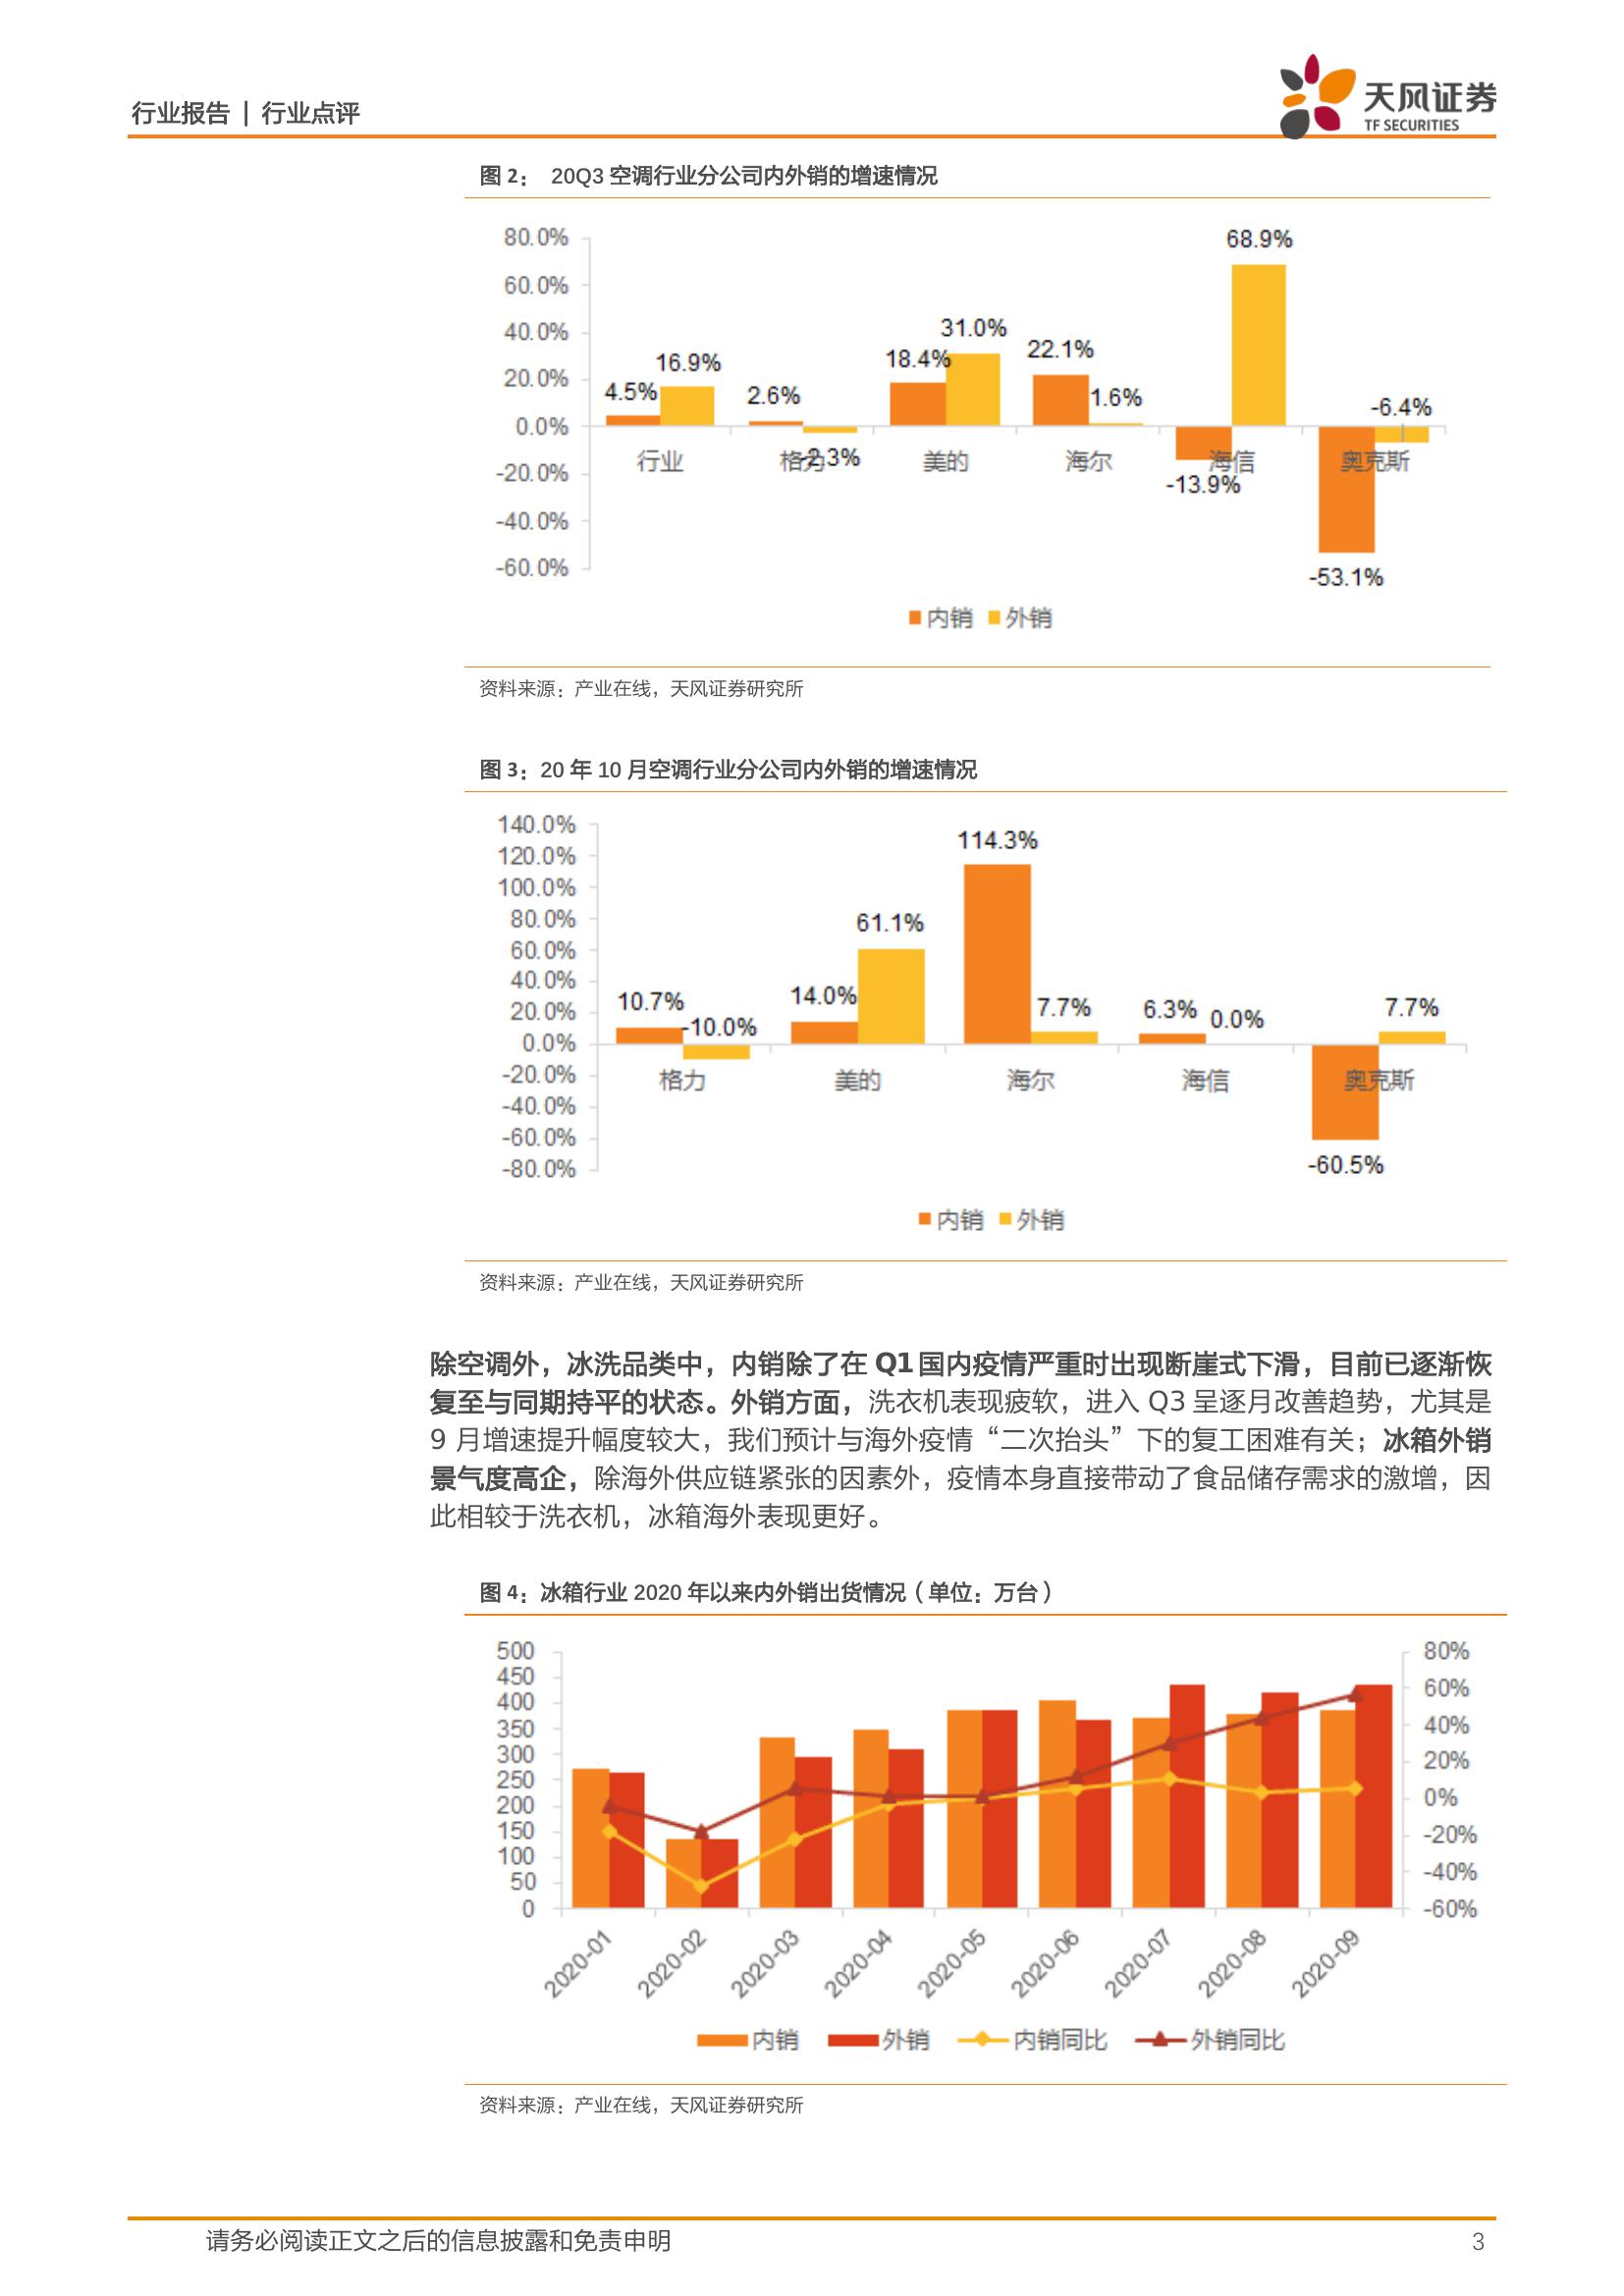 行业报告 | 行业点评
天风证券
TF SECURITIES
图 2： 20Q3 空调行业分公司内外销的增速情况
80.0%
60.0%
40.0%
20.0%
0.0%
-20.0%
-40.0%
-60.0%
4.5%
16.9%
2.6%
-2.3%
18.4%
31.0%
22.1%
1.6%
-13.9%
68.9%
-53.1%
-6.4%
行业
格力
美的
海尔
海信
奥克斯
内销 外销
资料来源：产业在线，天风证券研究所
图 3：20 年 10 月空调行业分公司内外销的增速情况
140.0%
120.0%
100.0%
80.0%
60.0%
40.0%
20.0%
0.0%
-20.0%
-40.0%
-60.0%
-80.0%
10.7%
-10.0%
14.0%
61.1%
114.3%
7.7%
6.3%
0.0%
-60.5%
7.7%
格力
美的
海尔
海信
奥克斯
内销 外销
资料来源：产业在线，天风证券研究所
除空调外，冰洗品类中，内销除了在 Q1 国内疫情严重时出现断崖式下滑，目前已逐渐恢
复至与同期持平的状态。外销方面，洗衣机表现疲软，进入 Q3 呈逐月改善趋势，尤其是
9 月增速提升幅度较大，我们预计与海外疫情“二次抬头”下的复工困难有关；冰箱外销
景气度高企，除海外供应链紧张的因素外，疫情本身直接带动了食品储存需求的激增，因
此相较于洗衣机，冰箱海外表现更好。
图 4：冰箱行业 2020 年以来内外销出货情况（单位：万台）
500
450
400
350
300
250
200
150
100
50
0
80%
60%
40%
20%
0%
-20%
-40%
-60%
2020-01
2020-02
2020-03
2020-04
2020-05
2020-06
2020-07
2020-08
2020-09
内销 外销 内销同比 外销同比
资料来源：产业在线，天风证券研究所
请务必阅读正文之后的信息披露和免责申明
3